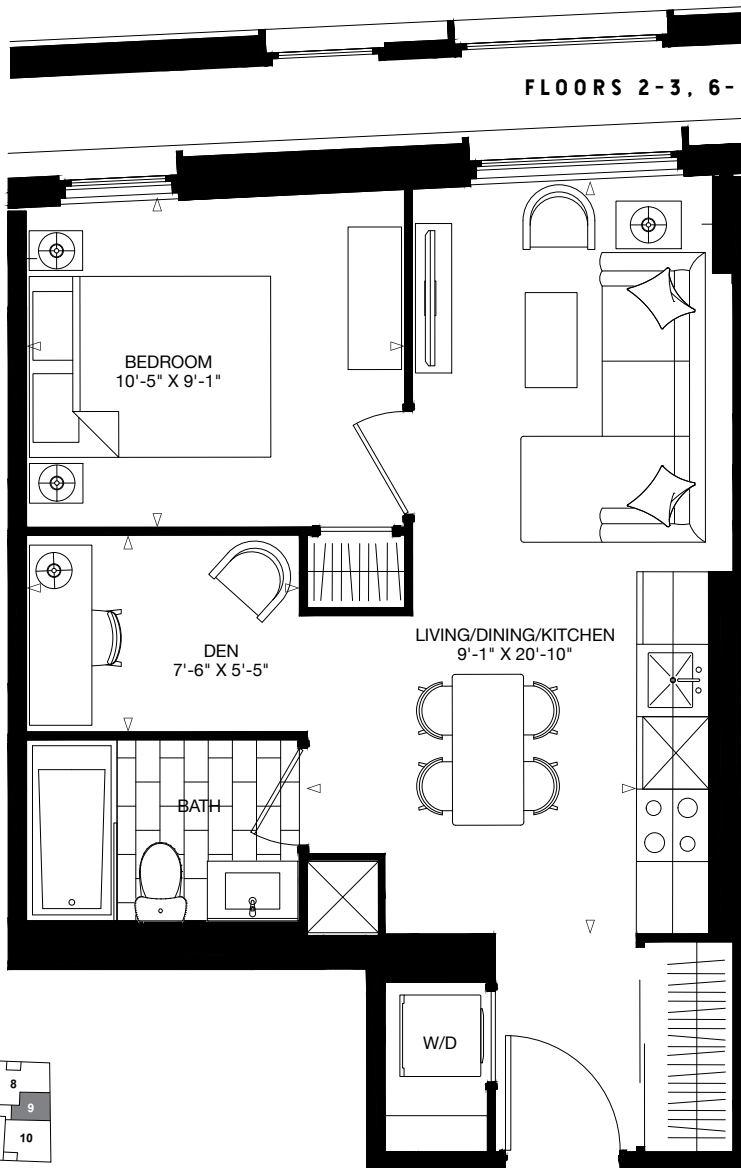 FLOORS 2-3, 6-
BEDROOM
10'-5" X 9'-1"
LIVING/DINING/KITCHEN
9'-1" X 20'-10"
DEN
7'-6" X 5'-5"
BATH
W/D
8
9
10